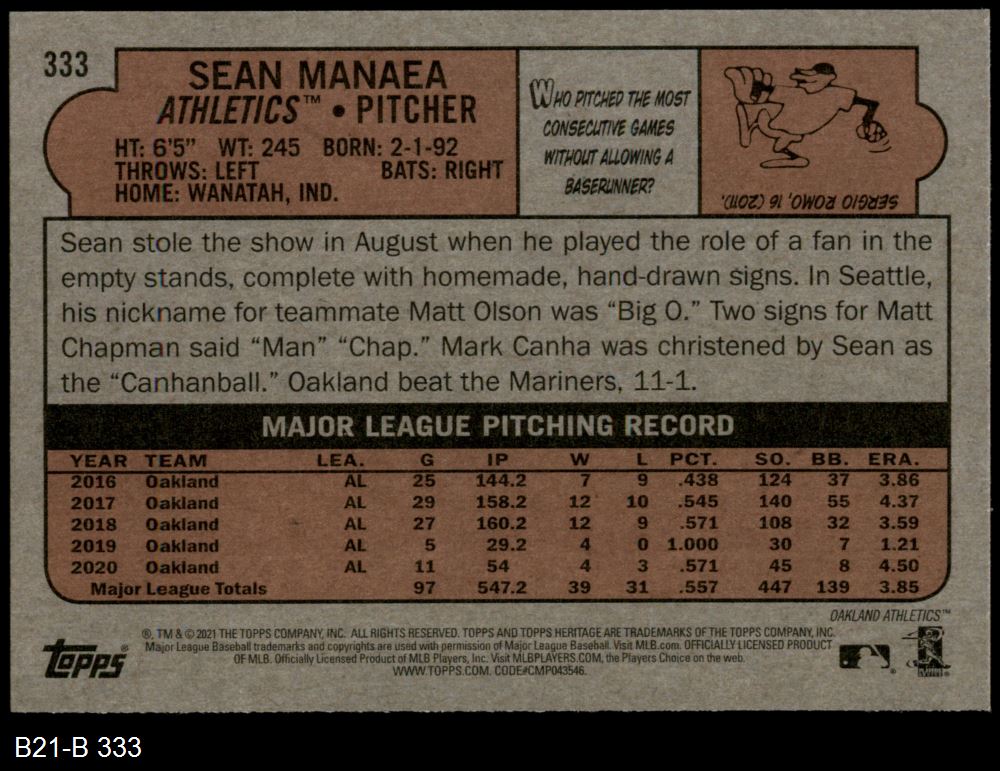 333
SEAN MANAEA
ATHLETICS™ • PITCHER
HT: 6'5" WT: 245 BORN: 2-1-92
THROWS: LEFT BATS: RIGHT
HOME: WANATAH, IND.
WHO PITCHED THE MOST
CONSECUTIVE GAMES
WITHOUT ALLOWING A
BASERUNNER?
SERGIO ROMO, 16 (2011).
Sean stole the show in August when he played the role of a fan in the
empty stands, complete with homemade, hand-drawn signs. In Seattle,
his nickname for teammate Matt Olson was “Big O.” Two signs for Matt
Chapman said “Man” “Chap.” Mark Canha was christened by Sean as
the “Canhanball.” Oakland beat the Mariners, 11-1.
MAJOR LEAGUE PITCHING RECORD
YEAR TEAM LEA. G IP W L PCT. SO. BB. ERA.
2016 Oakland AL 25 144.2 7 9 .438 124 37 3.86
2017 Oakland AL 29 158.2 12 10 .545 140 55 4.37
2018 Oakland AL 27 160.2 12 9 .571 108 32 3.59
2019 Oakland AL 5 29.2 4 0 1.000 30 7 1.21
2020 Oakland AL 11 54 4 3 .571 45 8 4.50
Major League Totals 97 547.2 39 31 .557 447 139 3.85
OAKLAND ATHLETICS™
®, TM & © 2021 THE TOPPS COMPANY, INC. ALL RIGHTS RESERVED. TOPPS AND TOPPS HERITAGE ARE TRADEMARKS OF THE TOPPS COMPANY, INC.
Major League Baseball trademarks and copyrights are used with permission of Major League Baseball. Visit MLB.com. OFFICIALLY LICENSED PRODUCT
OF MLB. Officially Licensed Product of MLB Players, Inc. Visit MLBPLAYERS.COM, the Players Choice on the web.
WWW.TOPPS.COM. CODE#CMP043546.
topps®
B21-B 333